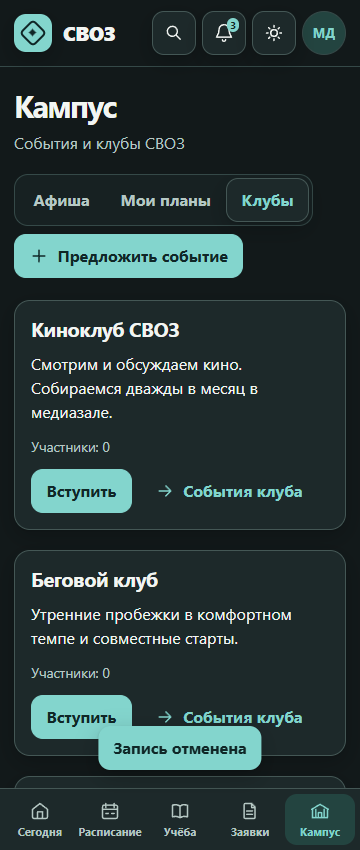 СВОЗ
3
МД
Кампус
События и клубы СВОЗ
Афиша Мои планы Клубы
Предложить событие
Киноклуб СВОЗ
Смотрим и обсуждаем кино.
Собираемся дважды в месяц в
медиазале.
Участники: 0
Вступить События клуба
Беговой клуб
Утренние пробежки в комфортном
темпе и совместные старты.
Участники: 0
Вступить События клуба
Запись отменена
Сегодня Расписание Учёба Заявки Кампус